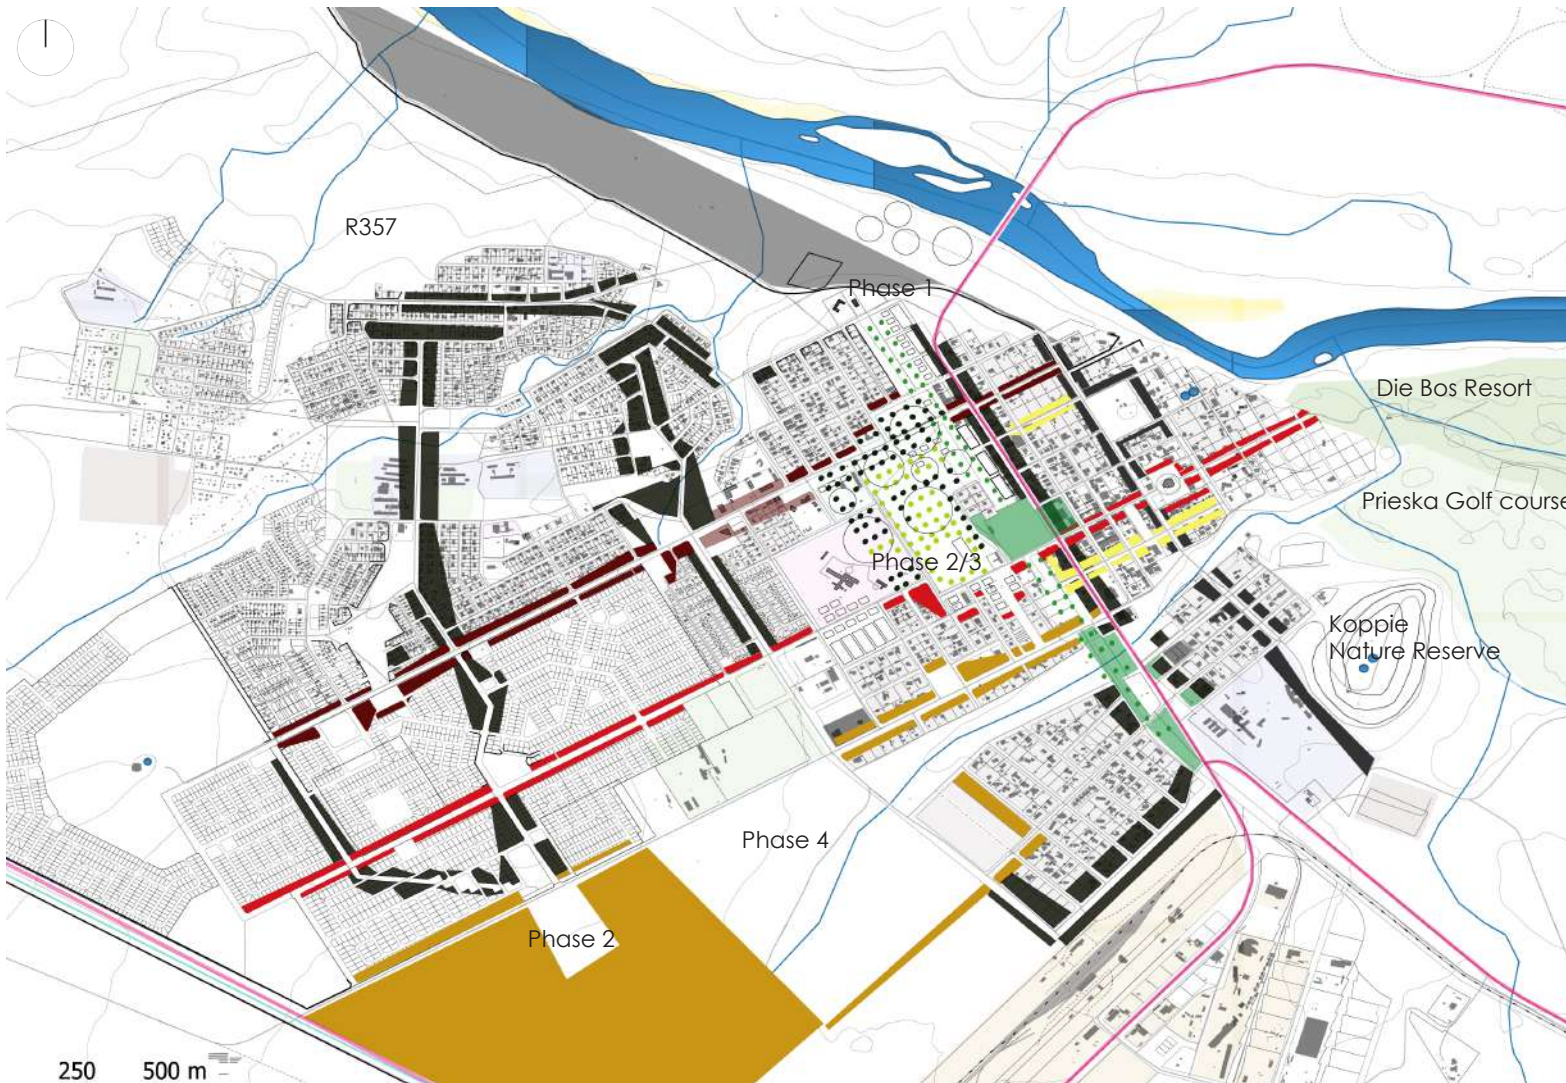 R357
Phase 1
Die Bos Resort
Prieska Golf course
Phase 2/3
Koppie
Nature Reserve
Phase 4
Phase 2
250 500 m